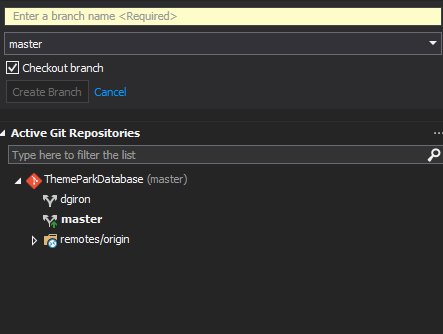 Enter a branch name <Required>
master
Checkout branch
Create Branch Cancel
Active Git Repositories
Type here to filter the list
ThemeParkDatabase (master)
dgiron
master
remotes/origin